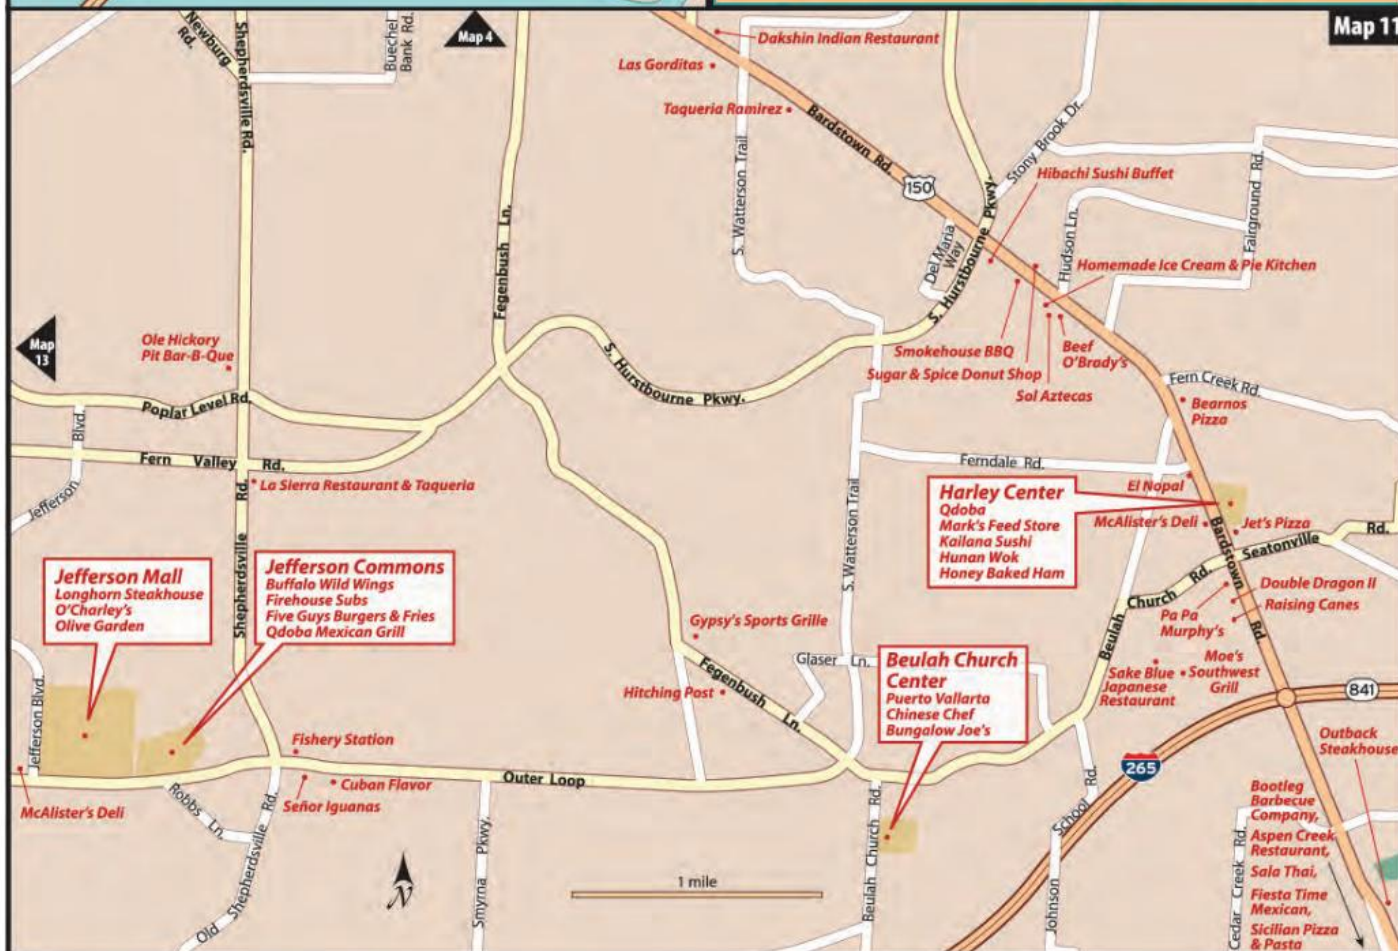 Map 11
Map 4
Newburg
Rd.
Shepherdsville Rd.
Buechel
Bank Rd.
Dakshin Indian Restaurant
Las Gorditas
Taqueria Ramirez
Bardstown Rd.
150
S. Watterson Trail
Stony Brook Dr.
Hibachi Sushi Buffet
Fairground Rd.
Hudson Ln.
Del Maria
Way
S. Hurstbourne Pkwy.
Homemade Ice Cream & Pie Kitchen
Fegenbush Ln.
Map
13
Ole Hickory
Pit Bar-B-Que
Smokehouse BBQ
Beef
O'Brady's
Sugar & Spice Donut Shop
Sol Aztecas
S. Hurstbourne Pkwy.
Fern Creek Rd.
Bearnos
Pizza
Poplar Level Rd.
Blvd.
Jefferson
Fern Valley Rd.
Ferndale Rd.
La Sierra Restaurant & Taqueria
El Nopal
Harley Center
Qdoba
Mark's Feed Store
Kailana Sushi
Hunan Wok
Honey Baked Ham
McAlister's Deli
Jet's Pizza
Bardstown Rd.
Seatonville Rd.
Shepherdsville Rd.
S. Watterson Trail
Jefferson Mall
Longhorn Steakhouse
O'Charley's
Olive Garden
Jefferson Commons
Buffalo Wild Wings
Firehouse Subs
Five Guys Burgers & Fries
Qdoba Mexican Grill
Beulah Church Rd.
Double Dragon II
Raising Canes
Pa Pa
Murphy's
Gypsy's Sports Grille
Glaser Ln.
Beulah Church
Center
Puerto Vallarta
Chinese Chef
Bungalow Joe's
Sake Blue
Japanese
Restaurant
Moe's
Southwest
Grill
Hitching Post
Fegenbush Ln.
841
Jefferson Blvd.
Fishery Station
Outback
Steakhouse
265
Outer Loop
Cuban Flavor
Señor Iguanas
McAlister's Deli
Robbs Ln.
Old Shepherdsville Rd.
Smyrna Pkwy.
N
1 mile
Beulah Church Rd.
Johnson School Rd.
Cedar Creek Rd.
Bootleg
Barbecue
Company,
Aspen Creek
Restaurant,
Sala Thai,
Fiesta Time
Mexican,
Sicilian Pizza
& Pasta